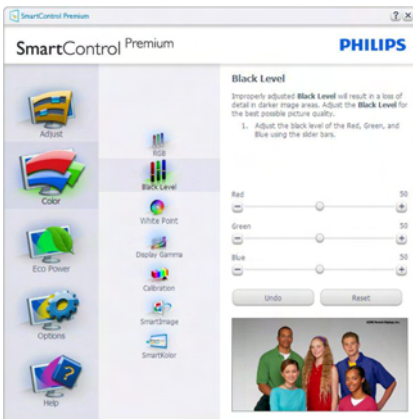 SmartControl Premium
SmartControl Premium
PHILIPS
Adjust
Color
Eco Power
Options
Help
RGB
Black Level
White Point
Display Gamma
Calibration
SmartImage
SmartKolor
Black Level
Improperly adjusted Black Level will result in a loss of
detail in darker image areas. Adjust the Black Level for
the best possible picture quality.
1. Adjust the black level of the Red, Green, and
Blue using the slider bars.
Red 50
Green 50
Blue 50
Undo Reset